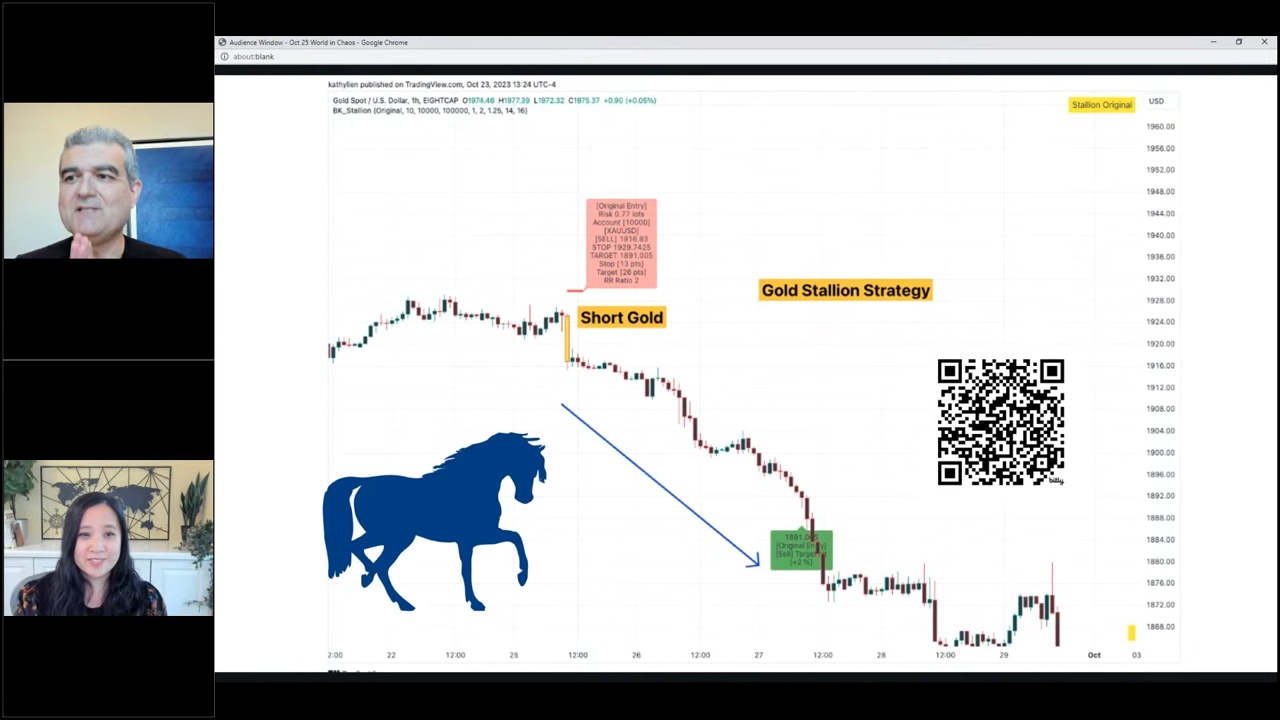 Audience Window - Oct 25 World in Chaos - Google Chrome
about:blank
kathylien published on TradingView.com, Oct 23, 2023 13:24 UTC-4
Gold Spot / U.S. Dollar, 1h, EIGHTCAP O1974.46 H1977.39 L1972.32 C1975.37 +0.90 (+0.05%)
BK_Stallion (Original, 10, 10000, 100000, 1, 2, 1.25, 14, 16)
Stallion Original
USD
1960.00
1956.00
1952.00
1948.00
1944.00
1940.00
1936.00
1932.00
1928.00
1924.00
1920.00
1916.00
1912.00
1908.00
1904.00
1900.00
1896.00
1892.00
1888.00
1884.00
1880.00
1876.00
1872.00
1868.00
[Original Entry]
Risk 0.77 lots
Account [10000]
[XAUUSD]
[SELL] 1916.83
STOP 1929.7425
TARGET 1891.005
Stop [13 pts]
Target [26 pts]
RR Ratio 2
Gold Stallion Strategy
Short Gold
bitly
[Original Entry]
[Sell] Target
[+2 %]
2:00 22 12:00 25 12:00 26 12:00 27 12:00 28 12:00 29 Oct 03